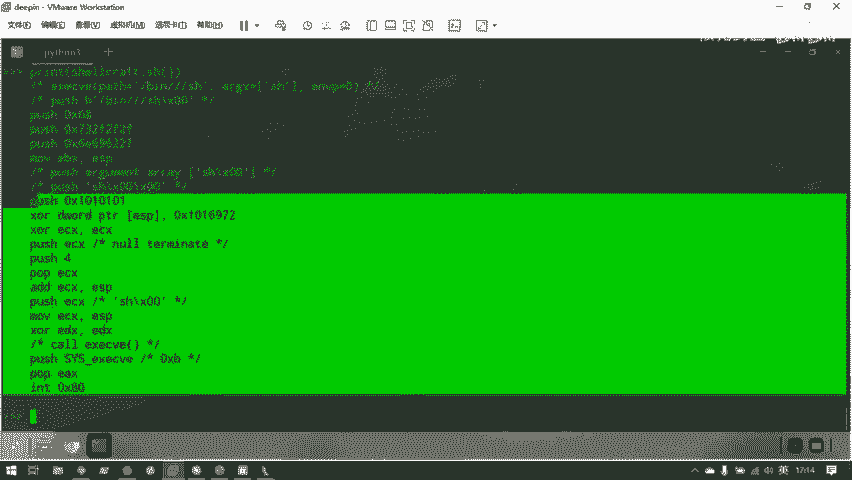 deepin - VMware Workstation
文件(F) 编辑(E) 查看(V) 虚拟机(M) 选项卡(T) 帮助(H)
python3
>>> print(shellcraft.sh())
/* execve(path='/bin///sh', argv=['sh'], envp=0) */
/* push b'/bin///sh\x00' */
push 0x68
push 0x732f2f2f
push 0x6e69622f
mov ebx, esp
/* push argument array ['sh\x00'] */
/* push 'sh\x00\x00' */
push 0x1010101
xor dword ptr [esp], 0x1016972
xor ecx, ecx
push ecx /* null terminate */
push 4
pop ecx
add ecx, esp
push ecx /* 'sh\x00' */
mov ecx, esp
xor edx, edx
/* call execve() */
push SYS_execve /* 0xb */
pop eax
int 0x80
17:14